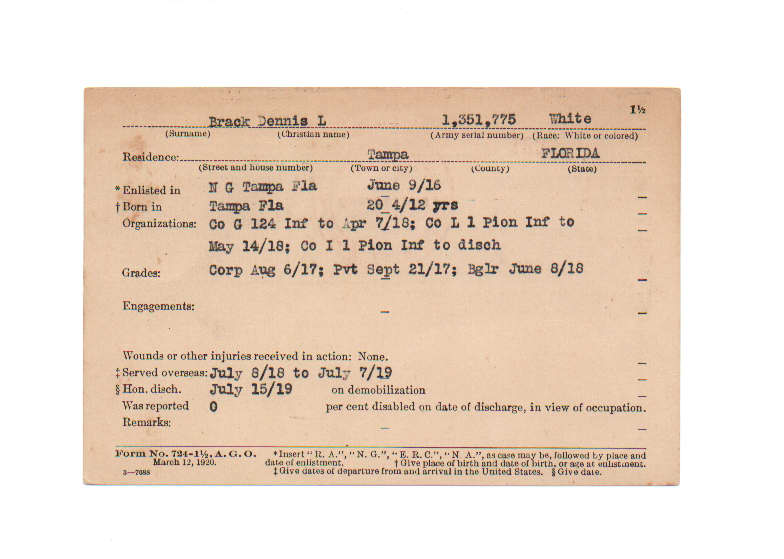 1½
Brack Dennis L 1,351,775 White
(Surname) (Christian name) (Army serial number) (Race: White or colored)
Residence: Tampa FLORIDA
(Street and house number) (Town or city) (County) (State)
*Enlisted in N G Tampa Fla June 9/16
†Born in Tampa Fla 20 4/12 yrs
Organizations: Co G 124 Inf to Apr 7/18; Co L 1 Pion Inf to
May 14/18; Co I 1 Pion Inf to disch
Grades: Corp Aug 6/17; Pvt Sept 21/17; Bglr June 8/18
Engagements:
Wounds or other injuries received in action: None.
‡Served overseas: July 8/18 to July 7/19
§Hon. disch. July 15/19 on demobilization
Was reported 0 per cent disabled on date of discharge, in view of occupation.
Remarks:
Form No. 724-1½, A. G. O. *Insert "R. A.", "N. G.", "E. R. C.", "N. A.", as case may be, followed by place and
March 12, 1920. date of enlistment. †Give place of birth and date of birth, or age at enlistment.
3—7688 ‡Give dates of departure from and arrival in the United States. §Give date.